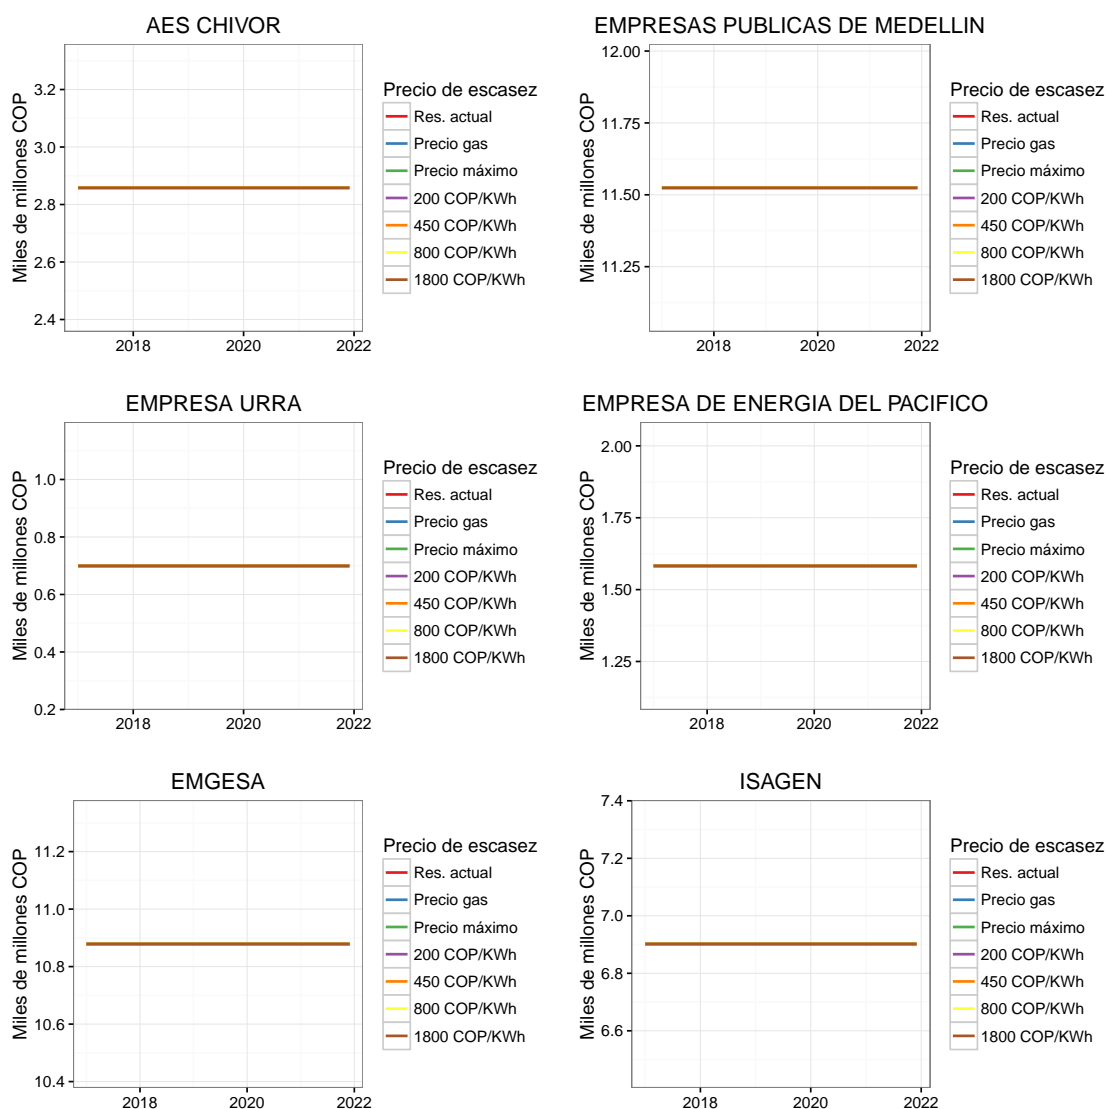 AES CHIVOR
Miles de millones COP
3.2
3.0
2.8
2.6
2.4
2018
2020
2022
Precio de escasez
Res. actual
Precio gas
Precio máximo
200 COP/KWh
450 COP/KWh
800 COP/KWh
1800 COP/KWh
EMPRESAS PUBLICAS DE MEDELLIN
Miles de millones COP
12.00
11.75
11.50
11.25
2018
2020
2022
Precio de escasez
Res. actual
Precio gas
Precio máximo
200 COP/KWh
450 COP/KWh
800 COP/KWh
1800 COP/KWh
EMPRESA URRA
Miles de millones COP
1.0
0.8
0.6
0.4
0.2
2018
2020
2022
Precio de escasez
Res. actual
Precio gas
Precio máximo
200 COP/KWh
450 COP/KWh
800 COP/KWh
1800 COP/KWh
EMPRESA DE ENERGIA DEL PACIFICO
Miles de millones COP
2.00
1.75
1.50
1.25
2018
2020
2022
Precio de escasez
Res. actual
Precio gas
Precio máximo
200 COP/KWh
450 COP/KWh
800 COP/KWh
1800 COP/KWh
EMGESA
Miles de millones COP
11.2
11.0
10.8
10.6
10.4
2018
2020
2022
Precio de escasez
Res. actual
Precio gas
Precio máximo
200 COP/KWh
450 COP/KWh
800 COP/KWh
1800 COP/KWh
ISAGEN
Miles de millones COP
7.4
7.2
7.0
6.8
6.6
2018
2020
2022
Precio de escasez
Res. actual
Precio gas
Precio máximo
200 COP/KWh
450 COP/KWh
800 COP/KWh
1800 COP/KWh